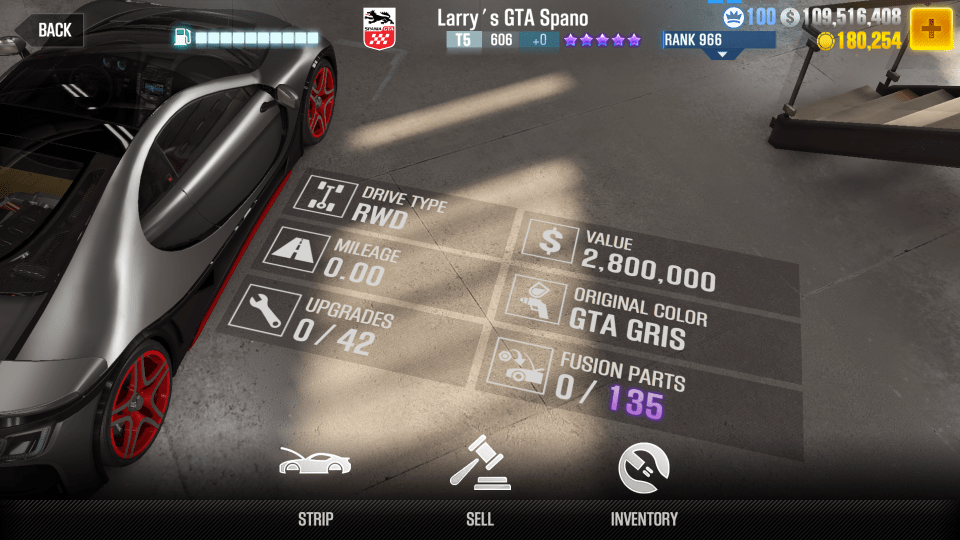 BACK
SPANIA GTA
Larry's GTA Spano
T5 606 +0
100 109,516,408
RANK 966
180,254
DRIVE TYPE
RWD
MILEAGE
0.00
UPGRADES
0/42
VALUE
2,800,000
ORIGINAL COLOR
GTA GRIS
FUSION PARTS
0/135
STRIP
SELL
INVENTORY